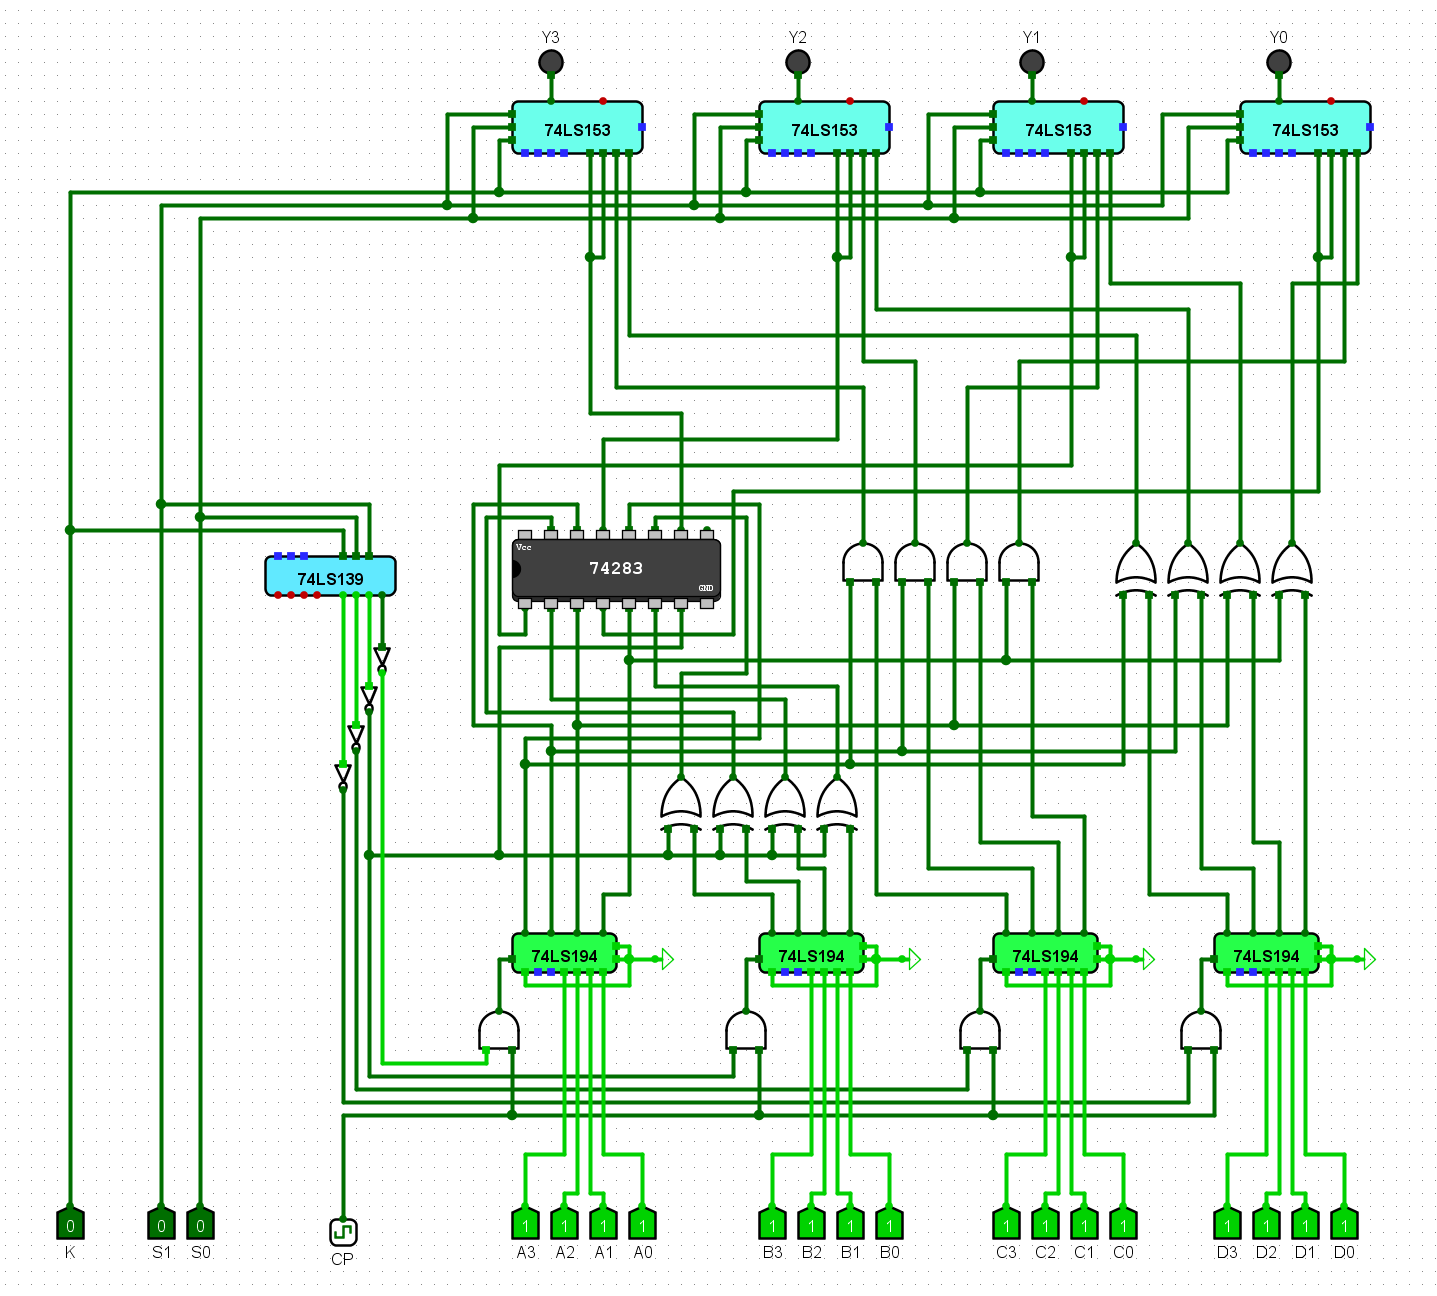 Y3 Y2 Y1 Y0
74LS153 74LS153 74LS153 74LS153
Vcc
74283
GND
74LS139
74LS194 74LS194 74LS194 74LS194
0 0 0 1 1 1 1 1 1 1 1 1 1 1 1 1 1 1 1
K S1 S0 CP A3 A2 A1 A0 B3 B2 B1 B0 C3 C2 C1 C0 D3 D2 D1 D0